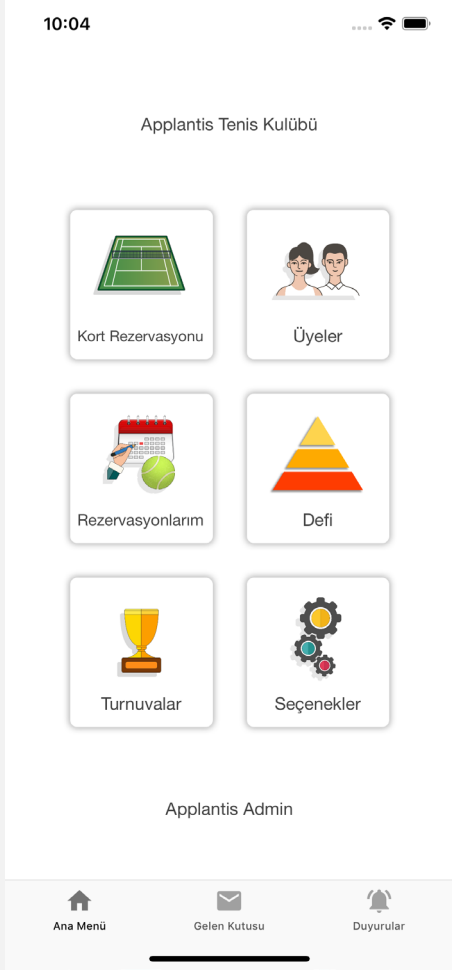 10:04
Applantis Tenis Kulübü
Kort Rezervasyonu
Üyeler
Rezervasyonlarım
Defi
Turnuvalar
Seçenekler
Applantis Admin
Ana Menü
Gelen Kutusu
Duyurular